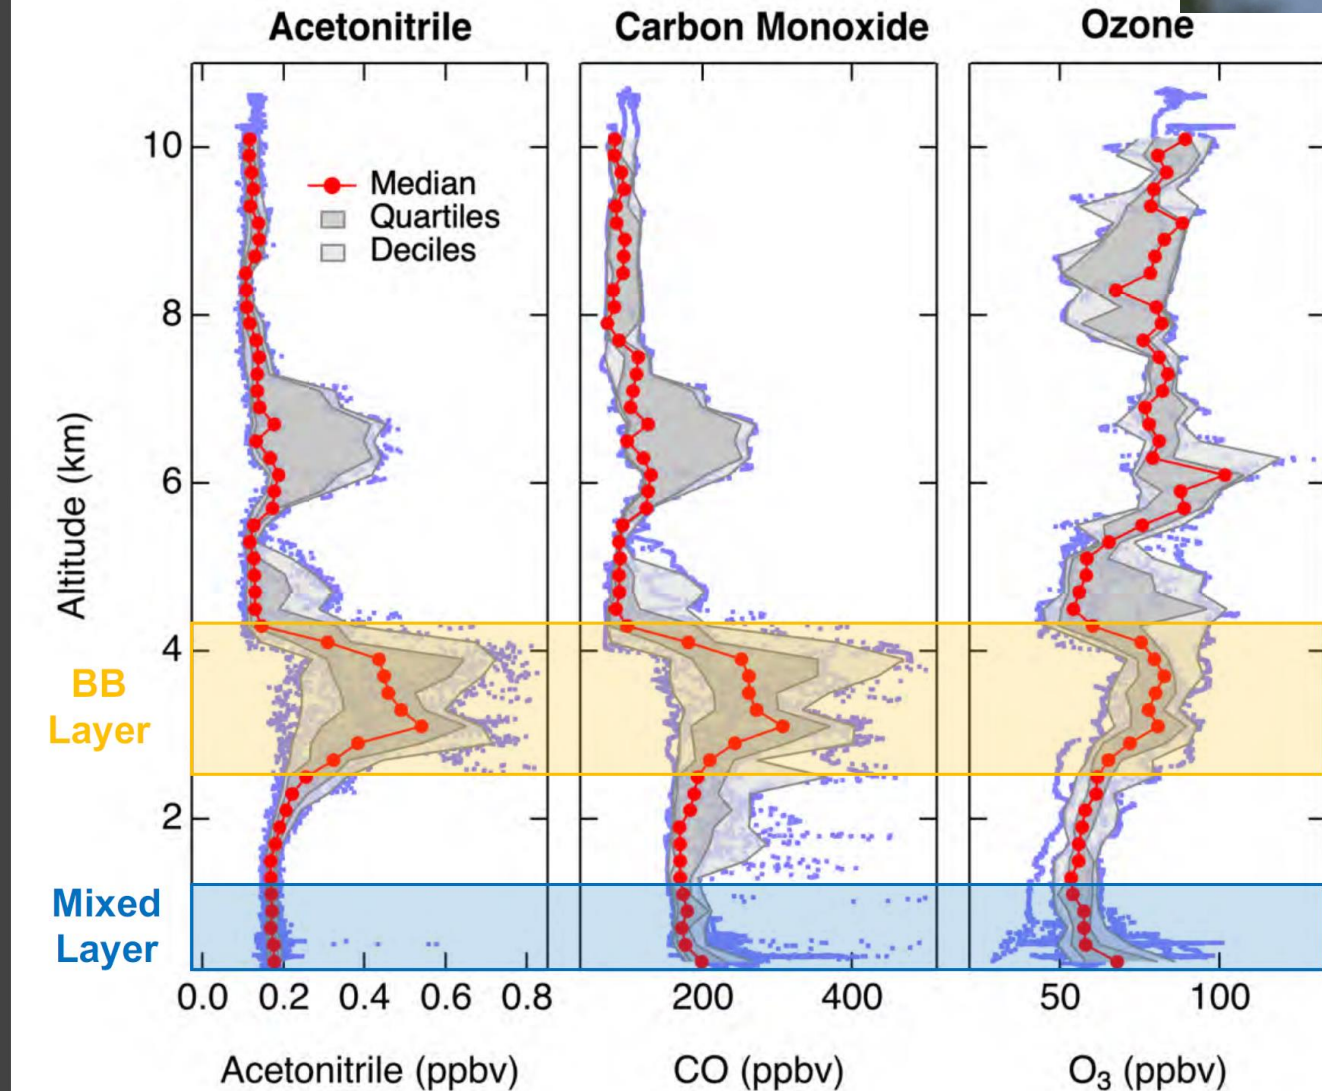 Acetonitrile
Carbon Monoxide
Ozone
10
8
6
4
2
Altitude (km)
Median
Quartiles
Deciles
BB
Layer
Mixed
Layer
0.0 0.2 0.4 0.6 0.8
200 400
50 100
Acetonitrile (ppbv)
CO (ppbv)
O₃ (ppbv)